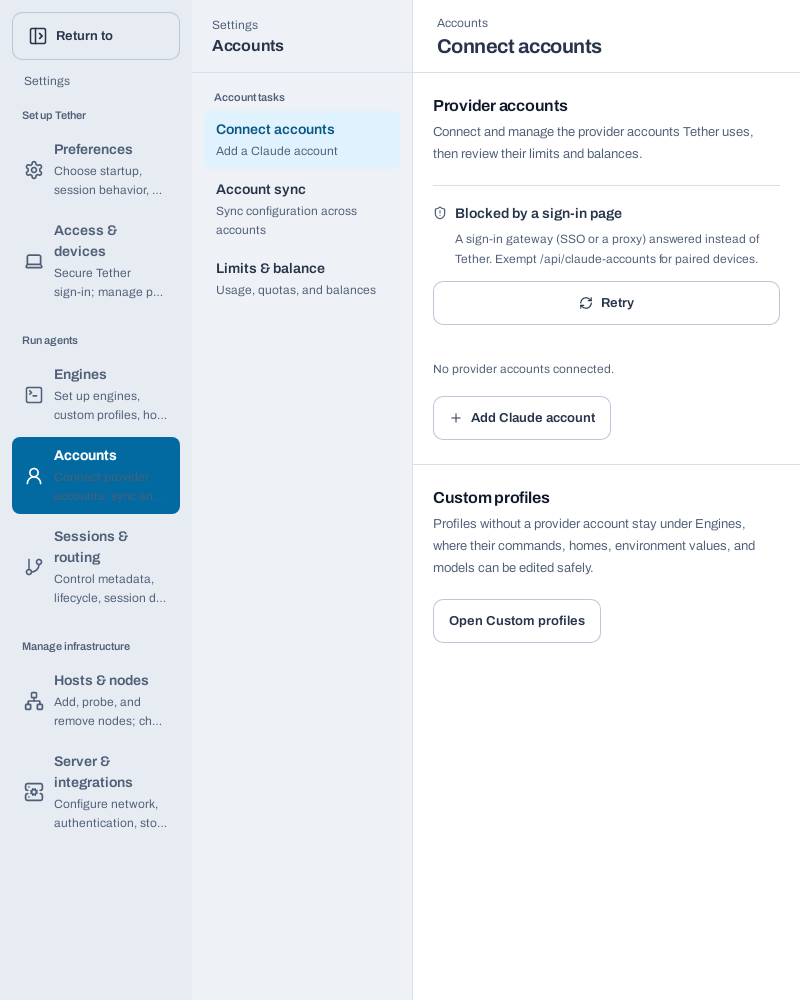 Return to
Settings
Set up Tether
Preferences
Choose startup,
session behavior, ...
Access &
devices
Secure Tether
sign-in; manage p...
Run agents
Engines
Set up engines,
custom profiles, ho...
Accounts
Connect provider
accounts, sync an...
Sessions &
routing
Control metadata,
lifecycle, session d...
Manage infrastructure
Hosts & nodes
Add, probe, and
remove nodes; ch...
Server &
integrations
Configure network,
authentication, sto...
Settings
Accounts
Account tasks
Connect accounts
Add a Claude account
Account sync
Sync configuration across
accounts
Limits & balance
Usage, quotas, and balances
Accounts
Connect accounts
Provider accounts
Connect and manage the provider accounts Tether uses,
then review their limits and balances.
Blocked by a sign-in page
A sign-in gateway (SSO or a proxy) answered instead of
Tether. Exempt /api/claude-accounts for paired devices.
Retry
No provider accounts connected.
Add Claude account
Custom profiles
Profiles without a provider account stay under Engines,
where their commands, homes, environment values, and
models can be edited safely.
Open Custom profiles